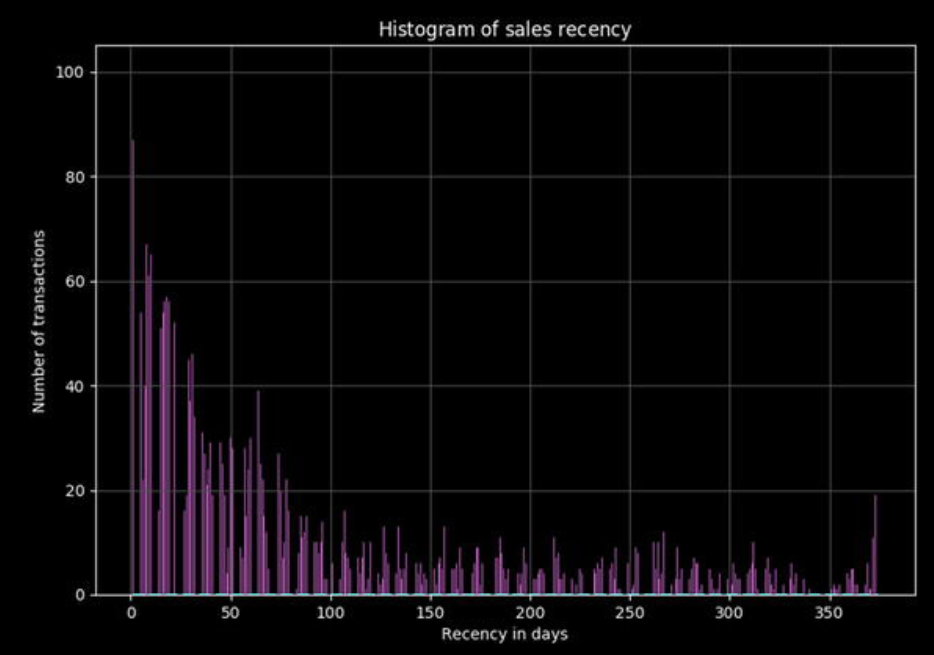 Histogram of sales recency
100
80
60
40
20
0
Number of transactions
0 50 100 150 200 250 300 350
Recency in days